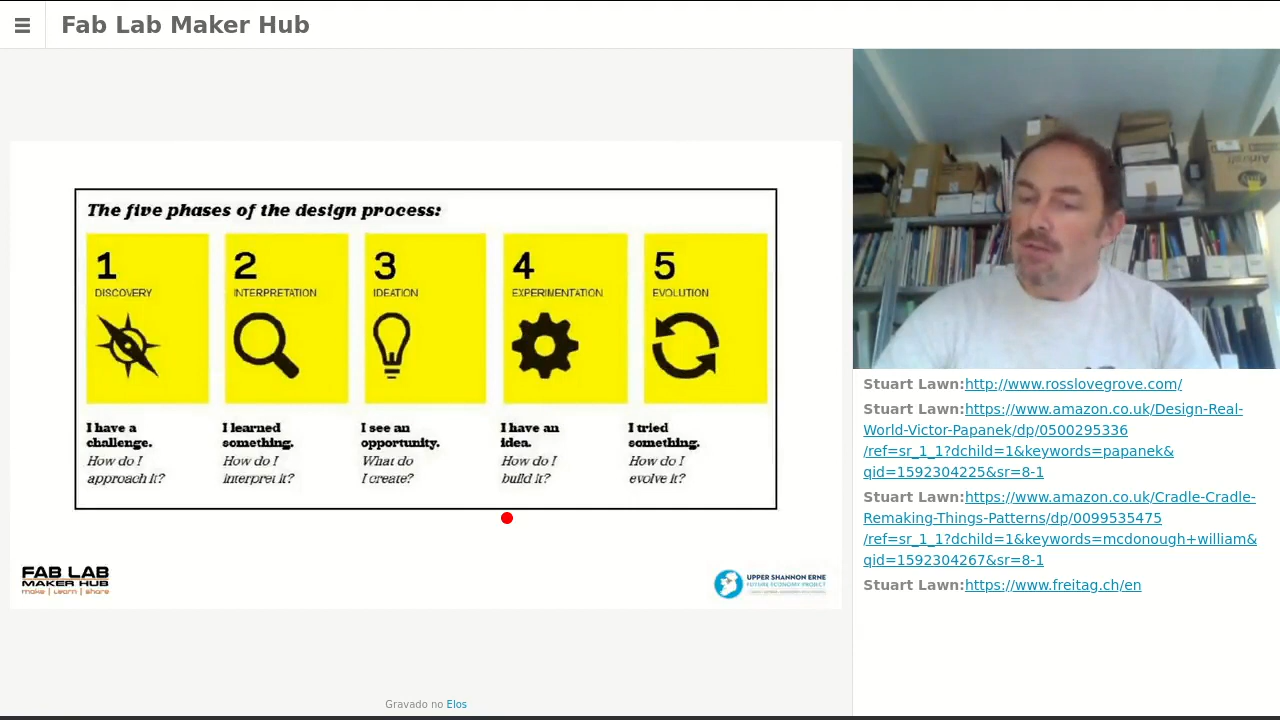 Fab Lab Maker Hub
The five phases of the design process:
1
DISCOVERY
I have a
challenge.
How do I
approach it?
2
INTERPRETATION
I learned
something.
How do I
interpret it?
3
IDEATION
I see an
opportunity.
What do
I create?
4
EXPERIMENTATION
I have an
idea.
How do I
build it?
5
EVOLUTION
I tried
something.
How do I
evolve it?
FAB LAB
MAKER HUB
make | Learn | share
UPPER SHANNON ERNE
FUTURE ECONOMY PROJECT
Gravado no Elos
Stuart Lawn:http://www.rosslovegrove.com/
Stuart Lawn:https://www.amazon.co.uk/Design-Real-
World-Victor-Papanek/dp/0500295336
/ref=sr_1_1?dchild=1&keywords=papanek&
qid=1592304225&sr=8-1
Stuart Lawn:https://www.amazon.co.uk/Cradle-Cradle-
Remaking-Things-Patterns/dp/0099535475
/ref=sr_1_1?dchild=1&keywords=mcdonough+william&
qid=1592304267&sr=8-1
Stuart Lawn:https://www.freitag.ch/en